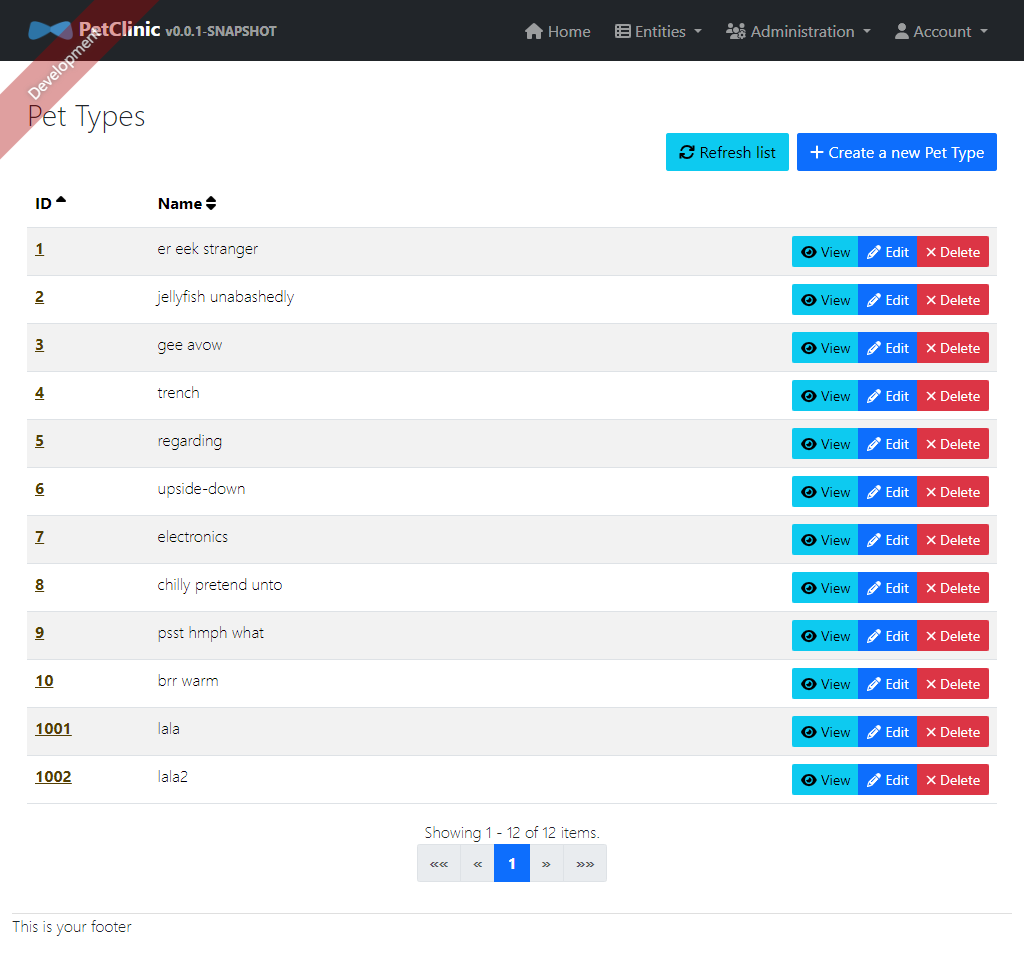 PetClinic v0.0.1-SNAPSHOT Home Entities Administration Account
Development
Pet Types
Refresh list Create a new Pet Type
ID Name
1 er eek stranger View Edit Delete
2 jellyfish unabashedly View Edit Delete
3 gee avow View Edit Delete
4 trench View Edit Delete
5 regarding View Edit Delete
6 upside-down View Edit Delete
7 electronics View Edit Delete
8 chilly pretend unto View Edit Delete
9 psst hmph what View Edit Delete
10 brr warm View Edit Delete
1001 lala View Edit Delete
1002 lala2 View Edit Delete
Showing 1 - 12 of 12 items.
«« « 1 » »»
This is your footer